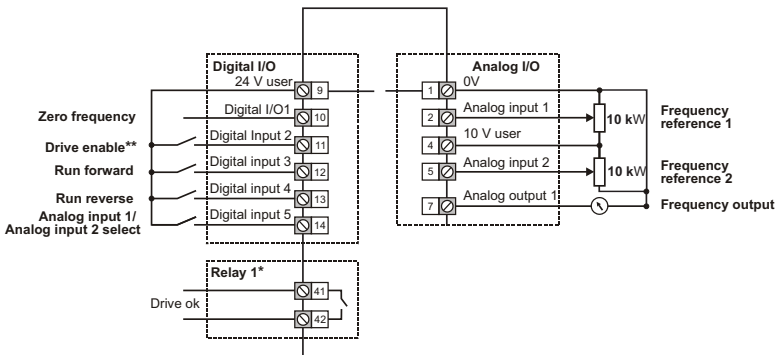 Digital I/O
24 V user
9
Zero frequency
Digital I/O1
10
Drive enable**
Digital Input 2
11
Run forward
Digital input 3
12
Run reverse
Digital input 4
13
Analog input 1/
Analog input 2 select
Digital input 5
14
Analog I/O
1
0V
2
Analog input 1
10 kW
Frequency
reference 1
4
10 V user
5
Analog input 2
10 kW
Frequency
reference 2
7
Analog output 1
Frequency output
Relay 1*
Drive ok
41
42